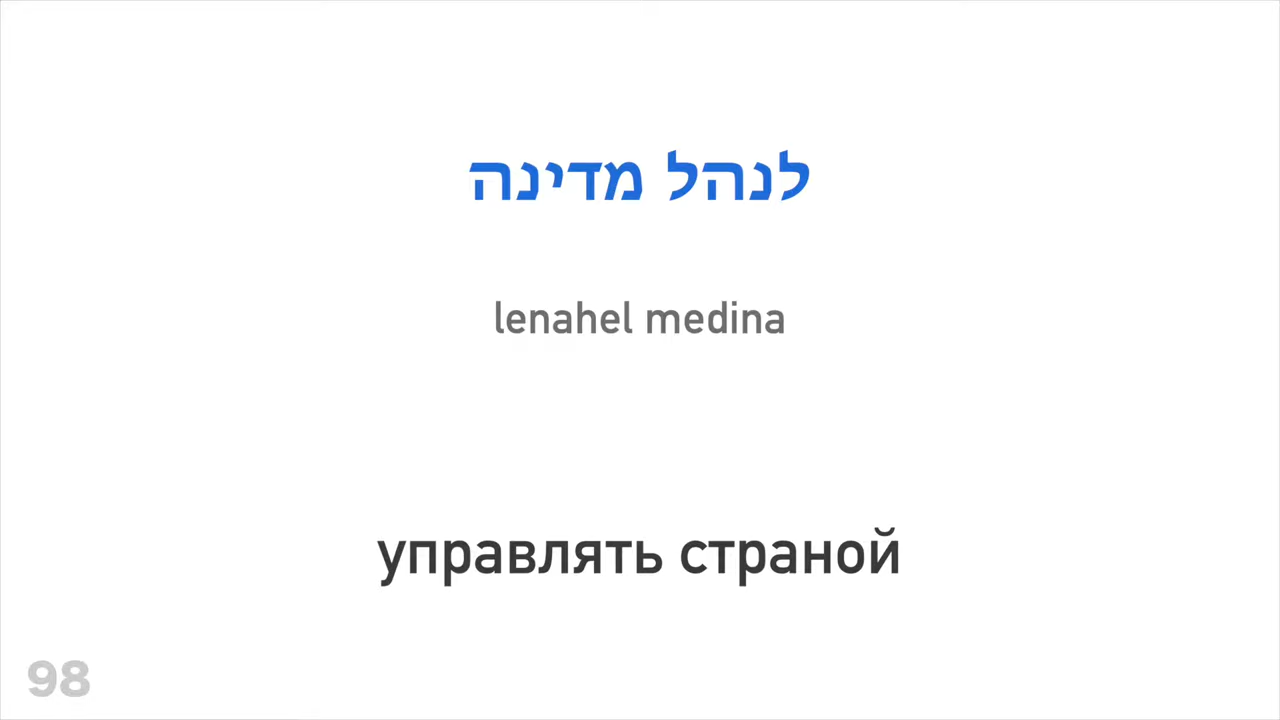 לנהל מדינה
lenahel medina
управлять страной
98